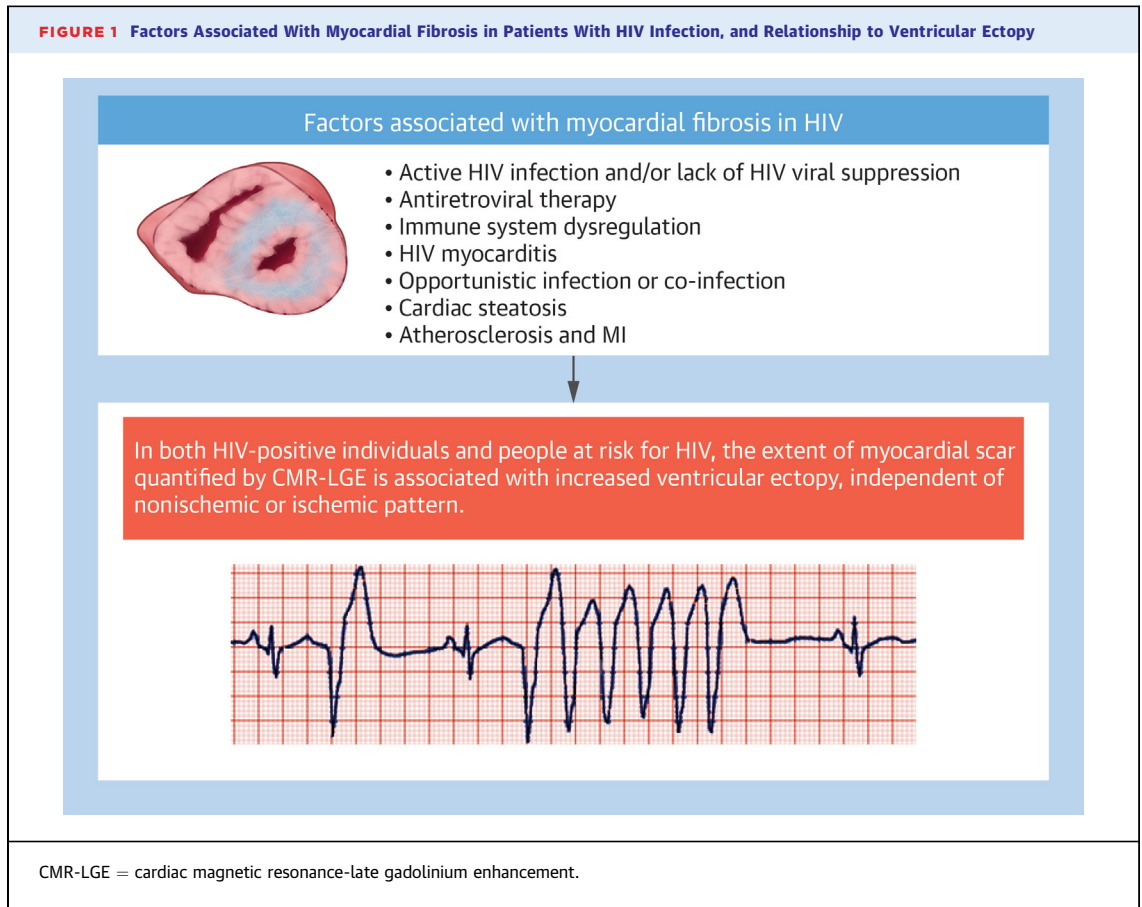 FIGURE 1 Factors Associated With Myocardial Fibrosis in Patients With HIV Infection, and Relationship to Ventricular Ectopy
Factors associated with myocardial fibrosis in HIV
• Active HIV infection and/or lack of HIV viral suppression
• Antiretroviral therapy
• Immune system dysregulation
• HIV myocarditis
• Opportunistic infection or co-infection
• Cardiac steatosis
• Atherosclerosis and MI
In both HIV-positive individuals and people at risk for HIV, the extent of myocardial scar
quantified by CMR-LGE is associated with increased ventricular ectopy, independent of
nonischemic or ischemic pattern.
CMR-LGE = cardiac magnetic resonance-late gadolinium enhancement.